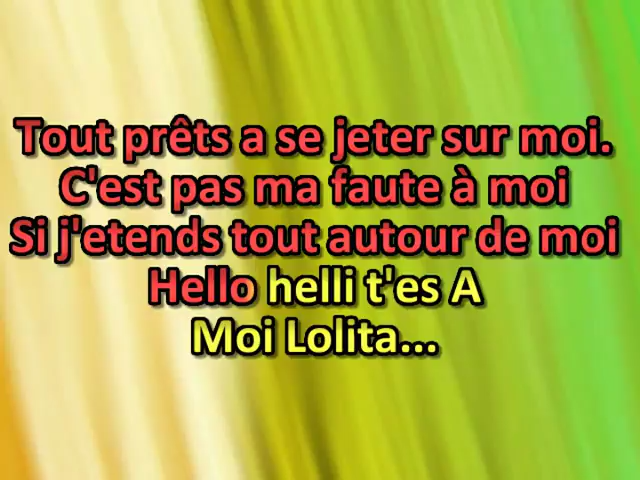 Tout prêts a se jeter sur moi.
C'est pas ma faute à moi
Si j'etends tout autour de moi
Hello helli t'es A
Moi Lolita...